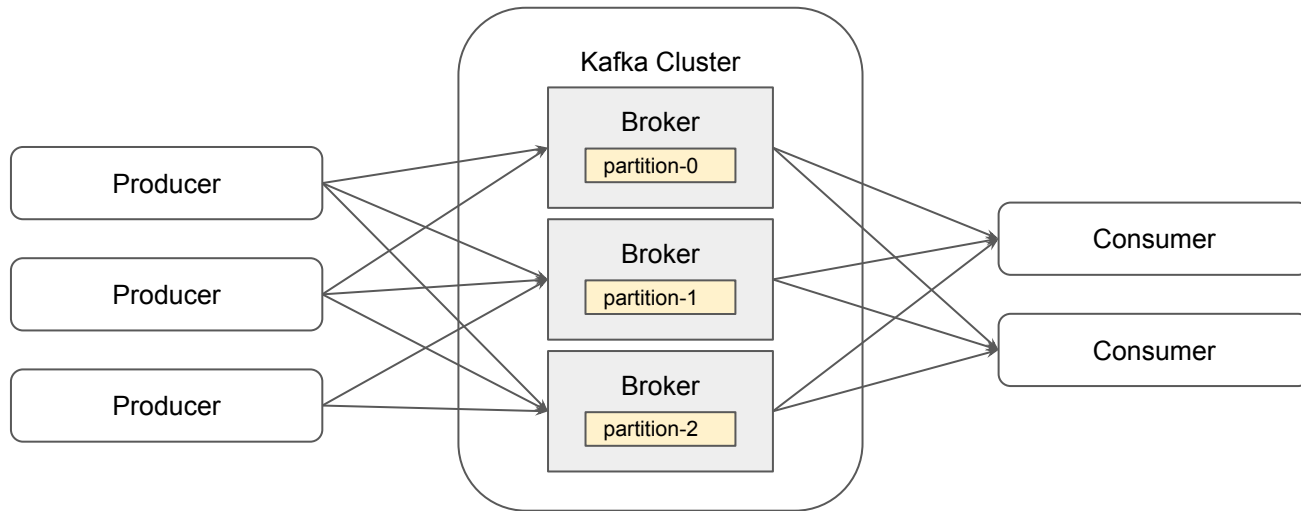 Kafka Cluster
Broker
partition-0
Producer
Producer
Producer
Broker
partition-1
Broker
partition-2
Consumer
Consumer